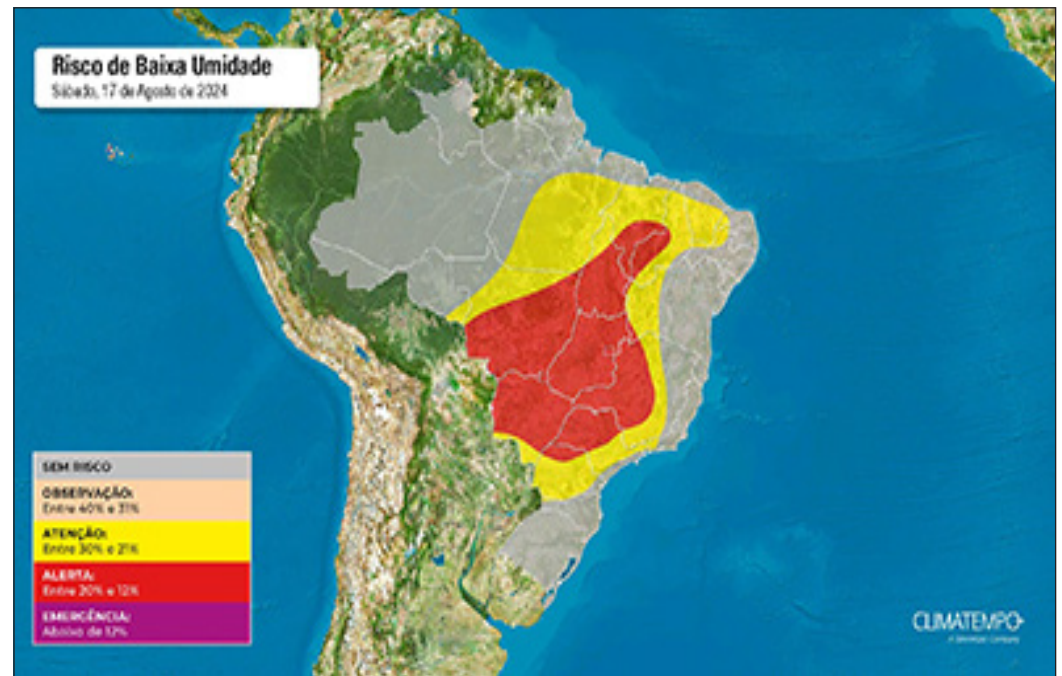 Risco de Baixa Umidade
Sábado, 17 de Agosto de 2024
SEM RISCO
OBSERVAÇÃO:
Entre 40% e 31%
ATENÇÃO:
Entre 30% e 21%
ALERTA:
Entre 20% e 12%
EMERGÊNCIA:
Abaixo de 12%
CLIMATEMPO